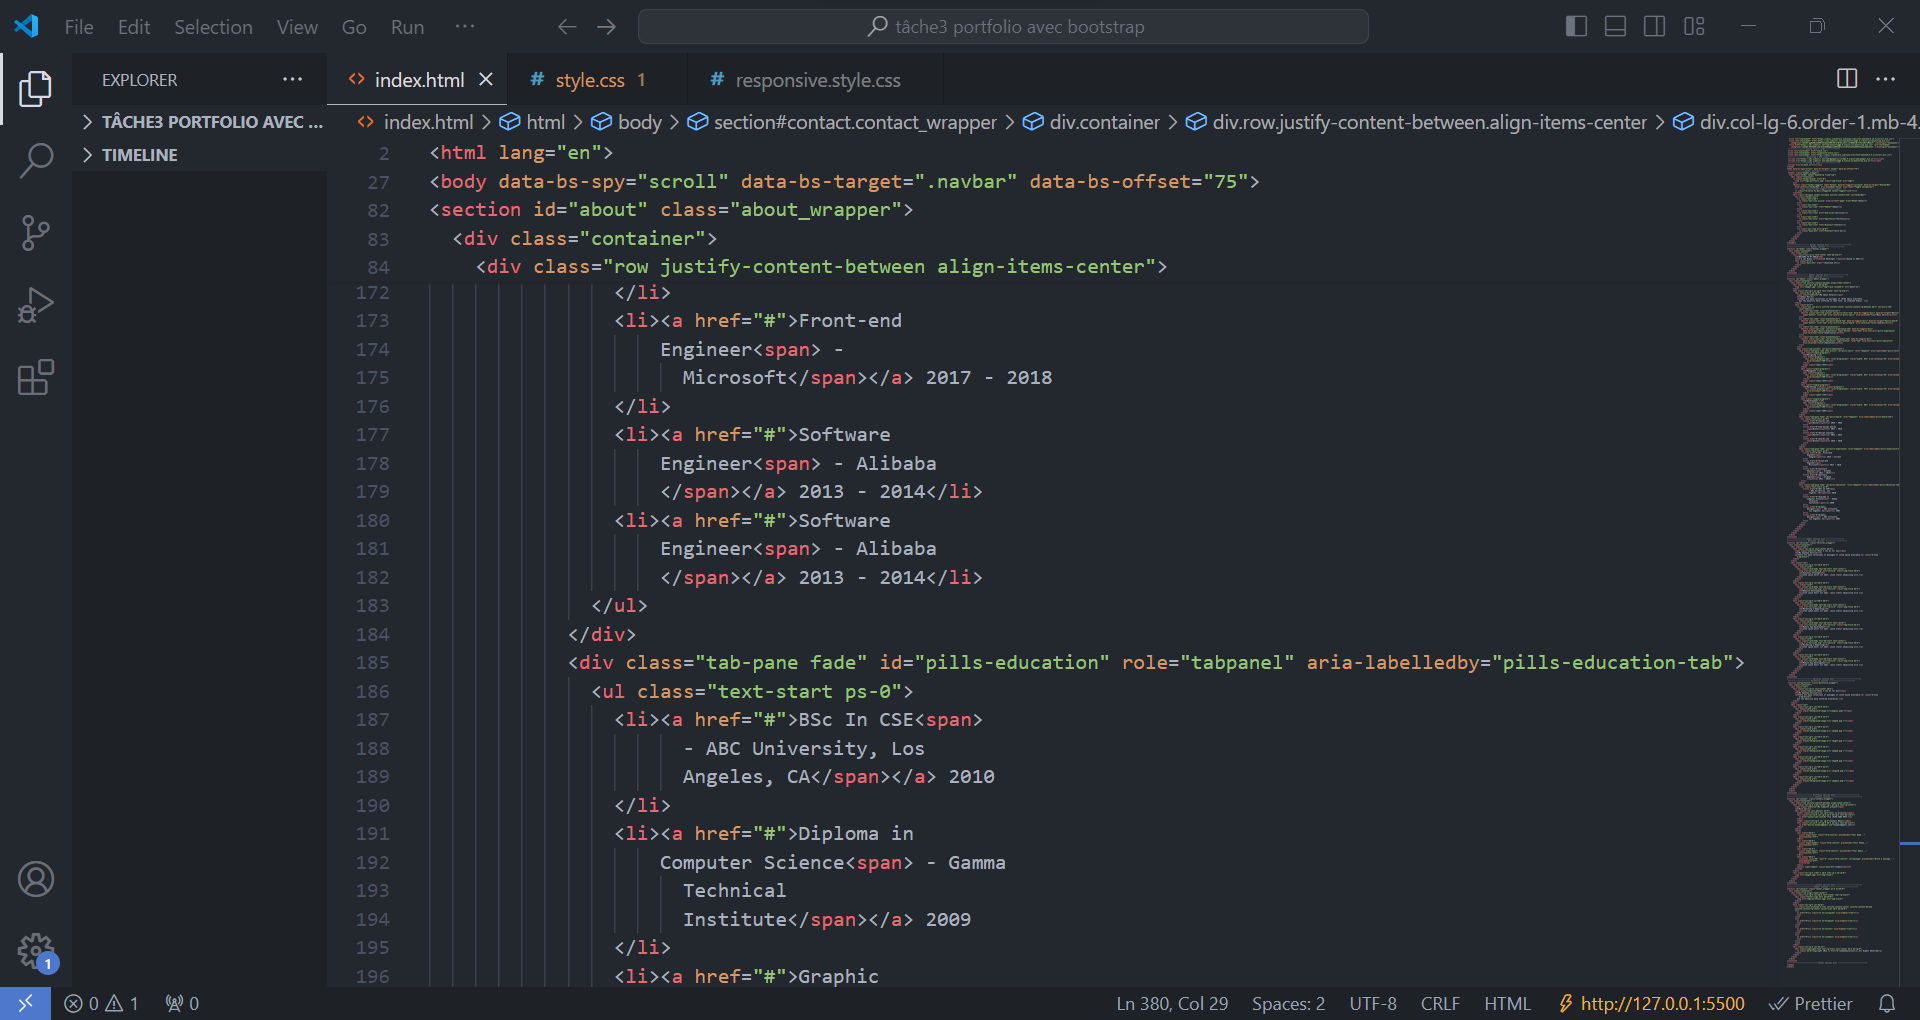 File Edit Selection View Go Run ···
tâche3 portfolio avec bootstrap
EXPLORER ···
TÂCHE3 PORTFOLIO AVEC ...
TIMELINE
<> index.html ×
# style.css 1
# responsive.style.css
<> index.html > html > body > section#contact.contact_wrapper > div.container > div.row.justify-content-between.align-items-center > div.col-lg-6.order-1.mb-4.
2 <html lang="en">
27 <body data-bs-spy="scroll" data-bs-target=".navbar" data-bs-offset="75">
82 <section id="about" class="about_wrapper">
83 <div class="container">
84 <div class="row justify-content-between align-items-center">
172 </li>
173 <li><a href="#">Front-end
174 Engineer<span> -
175 Microsoft</span></a> 2017 - 2018
176 </li>
177 <li><a href="#">Software
178 Engineer<span> - Alibaba
179 </span></a> 2013 - 2014</li>
180 <li><a href="#">Software
181 Engineer<span> - Alibaba
182 </span></a> 2013 - 2014</li>
183 </ul>
184 </div>
185 <div class="tab-pane fade" id="pills-education" role="tabpanel" aria-labelledby="pills-education-tab">
186 <ul class="text-start ps-0">
187 <li><a href="#">BSc In CSE<span>
188 - ABC University, Los
189 Angeles, CA</span></a> 2010
190 </li>
191 <li><a href="#">Diploma in
192 Computer Science<span> - Gamma
193 Technical
194 Institute</span></a> 2009
195 </li>
196 <li><a href="#">Graphic
1
0 1 0
Ln 380, Col 29 Spaces: 2 UTF-8 CRLF HTML http://127.0.0.1:5500 Prettier